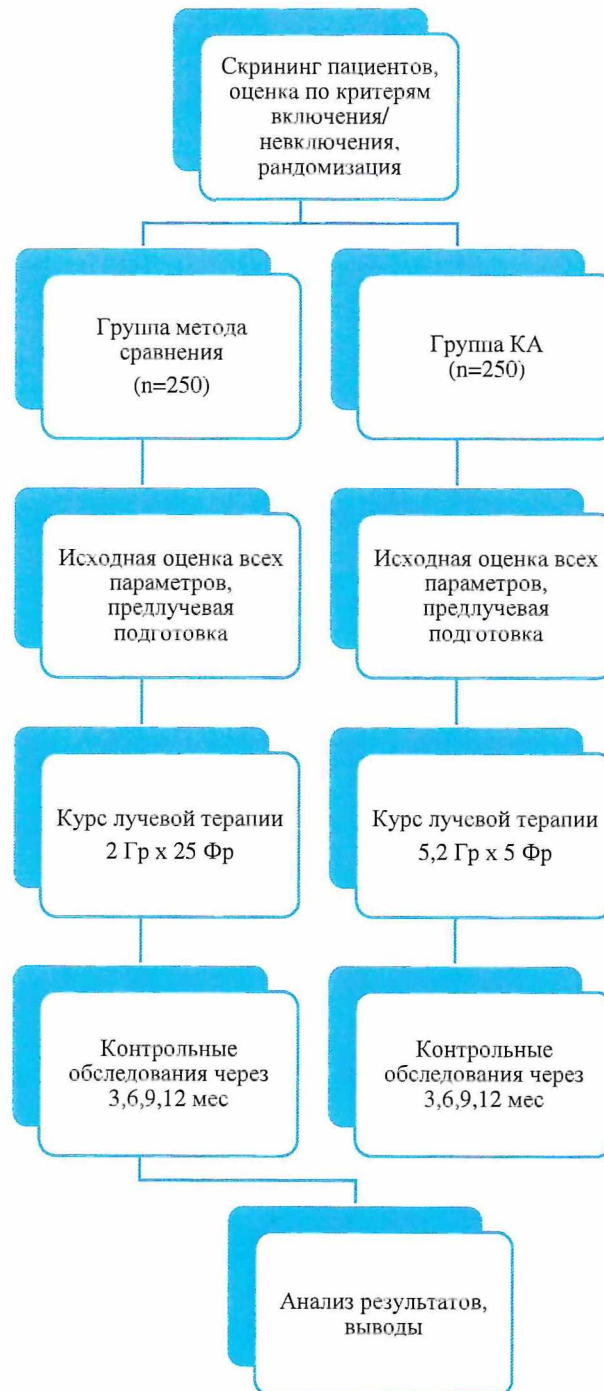 Скрининг пациентов,
оценка по критерям
включения/
невключения,
рандомизация
Группа метода
сравнения
(n=250)
Группа КА
(n=250)
Исходная оценка всех
параметров,
предлучевая
подготовка
Исходная оценка всех
параметров,
предлучевая
подготовка
Курс лучевой терапии
2 Гр х 25 Фр
Курс лучевой терапии
5,2 Гр х 5 Фр
Контрольные
обследования через
3,6,9,12 мес
Контрольные
обследования через
3,6,9,12 мес
Анализ результатов,
выводы